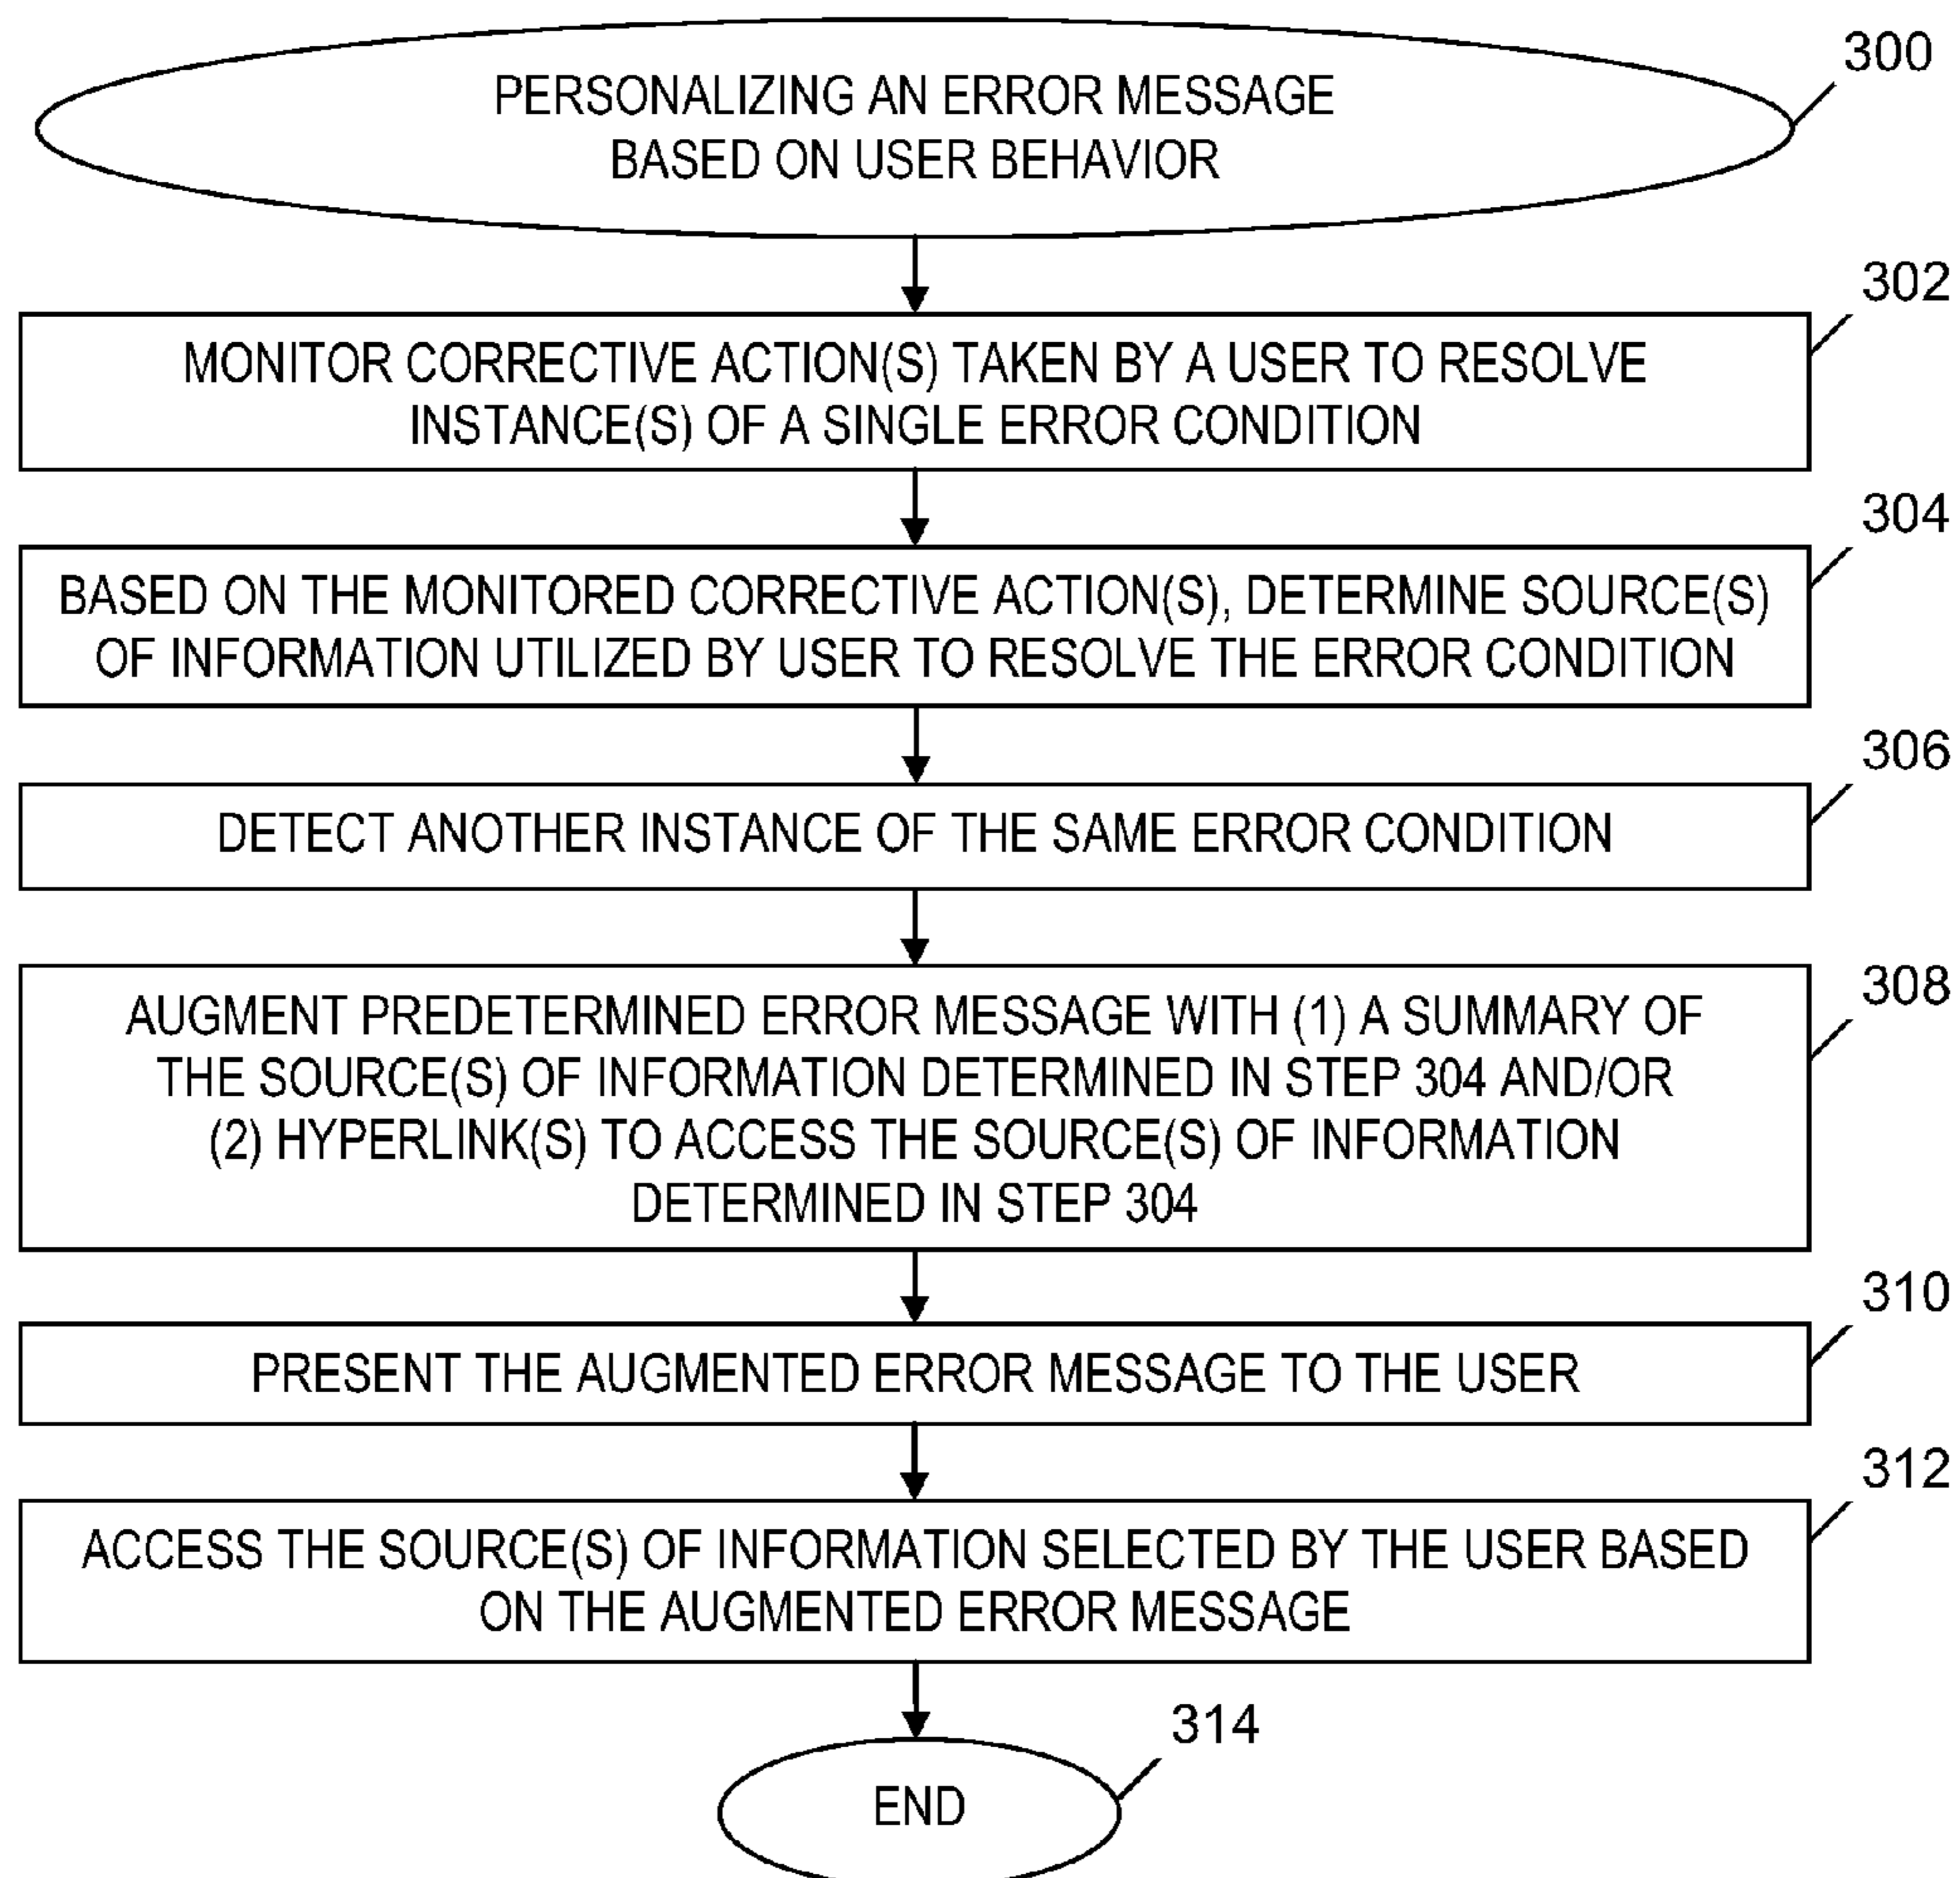 300
PERSONALIZING AN ERROR MESSAGE
BASED ON USER BEHAVIOR
302
MONITOR CORRECTIVE ACTION(S) TAKEN BY A USER TO RESOLVE
INSTANCE(S) OF A SINGLE ERROR CONDITION
304
BASED ON THE MONITORED CORRECTIVE ACTION(S), DETERMINE SOURCE(S)
OF INFORMATION UTILIZED BY USER TO RESOLVE THE ERROR CONDITION
306
DETECT ANOTHER INSTANCE OF THE SAME ERROR CONDITION
308
AUGMENT PREDETERMINED ERROR MESSAGE WITH (1) A SUMMARY OF
THE SOURCE(S) OF INFORMATION DETERMINED IN STEP 304 AND/OR
(2) HYPERLINK(S) TO ACCESS THE SOURCE(S) OF INFORMATION
DETERMINED IN STEP 304
310
PRESENT THE AUGMENTED ERROR MESSAGE TO THE USER
312
ACCESS THE SOURCE(S) OF INFORMATION SELECTED BY THE USER BASED
ON THE AUGMENTED ERROR MESSAGE
314
END